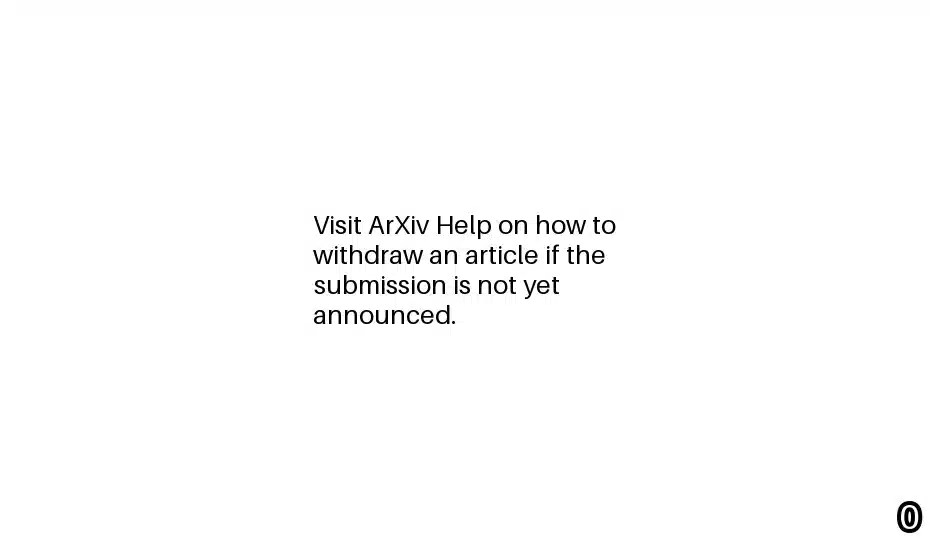 Visit ArXiv Help on how to
withdraw an article if the
submission is not yet
announced.
0